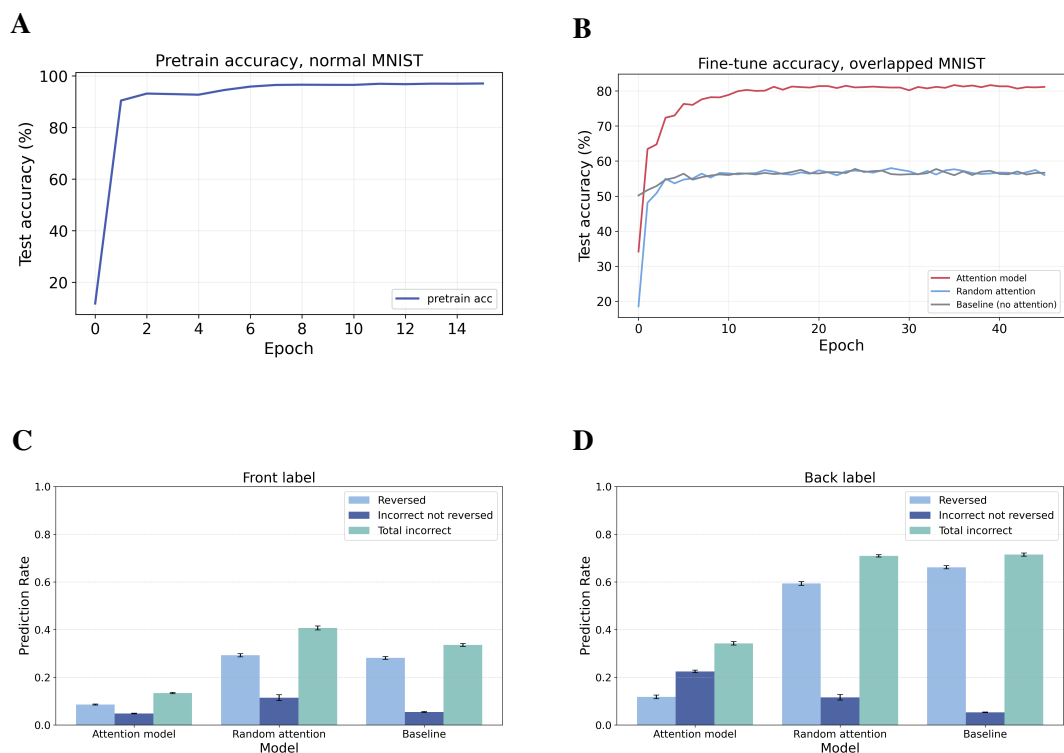 A
Pretrain accuracy, normal MNIST
Test accuracy (%)
100
80
60
40
20
0 2 4 6 8 10 12 14
Epoch
pretrain acc
B
Fine-tune accuracy, overlapped MNIST
Test accuracy (%)
80
70
60
50
40
30
20
0 10 20 30 40
Epoch
Attention model
Random attention
Baseline (no attention)
C
Front label
Prediction Rate
1.0
0.8
0.6
0.4
0.2
0.0
Reversed
Incorrect not reversed
Total incorrect
Attention model Random attention Baseline
Model
D
Back label
Prediction Rate
1.0
0.8
0.6
0.4
0.2
0.0
Reversed
Incorrect not reversed
Total incorrect
Attention model Random attention Baseline
Model